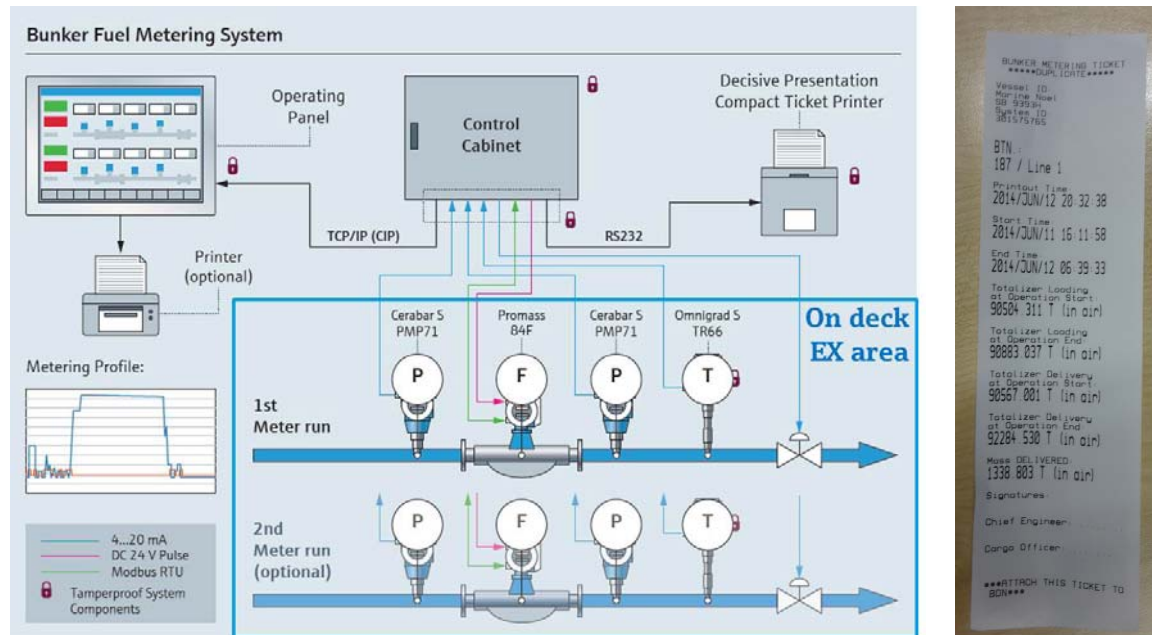 Bunker Fuel Metering System
Operating
Panel
Control
Cabinet
Decisive Presentation
Compact Ticket Printer
TCP/IP (CIP)
RS232
Printer
(optional)
Metering Profile:
On deck
EX area
Cerabar S
PMP71
Promass
84F
Cerabar S
PMP71
Omnigrad S
TR66
P
F
P
T
1st
Meter run
P
F
P
T
2nd
Meter run
(optional)
4...20 mA
DC 24 V Pulse
Modbus RTU
Tamperproof System
Components
BUNKER METERING TICKET
*****DUPLICATE*****
Vessel ID
Marine Noel
SB 9393H
System ID
301575765
BTN :
187 / Line 1
Printout Time
2014/JUN/12 20:32:38
Start Time:
2014/JUN/11 16:11:58
End Time:
2014/JUN/12 06:39:33
Totalizer Loading
at Operation Start:
90504.311 T (in air)
Totalizer Loading
at Operation End:
90883.037 T (in air)
Totalizer Delivery
at Operation Start:
90567.001 T (in air)
Totalizer Delivery
at Operation End
92284.530 T (in air)
Mass DELIVERED:
1338.803 T (in air)
Signatures:
Chief Engineer:
Cargo Officer
***ATTACH THIS TICKET TO
BDN***